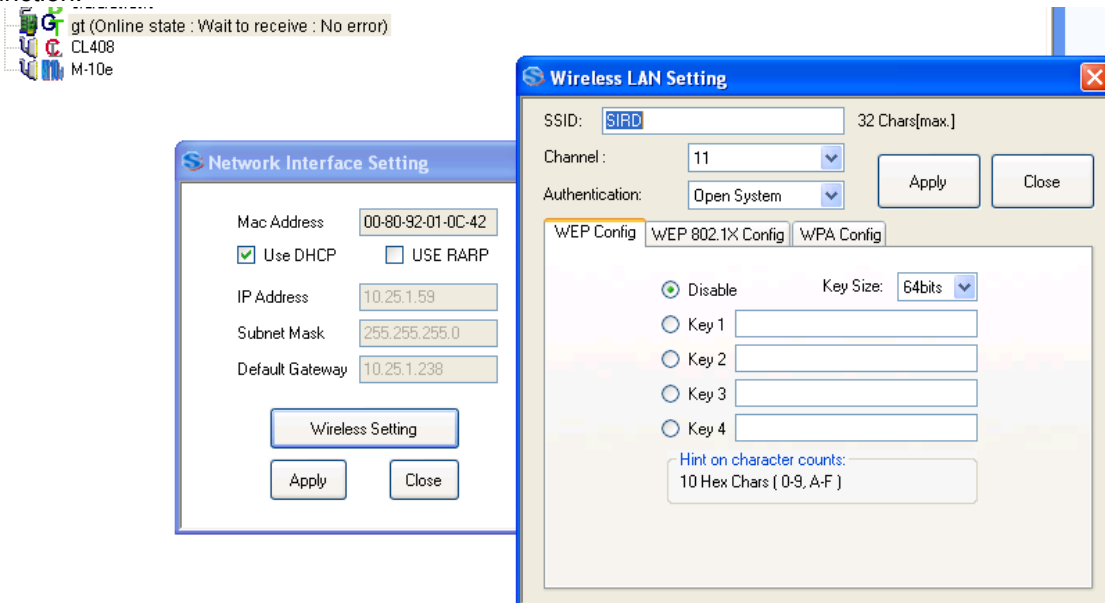 gt (Online state : Wait to receive : No error)
CL408
M-10e
Wireless LAN Setting
SSID: SIRD 32 Chars[max.]
Channel : 11
Authentication: Open System
Apply Close
WEP Config WEP 802.1X Config WPA Config
Disable Key Size: 64bits
Key 1
Key 2
Key 3
Key 4
Hint on character counts:
10 Hex Chars ( 0-9, A-F )
Network Interface Setting
Mac Address 00-80-92-01-0C-42
Use DHCP USE RARP
IP Address 10.25.1.59
Subnet Mask 255.255.255.0
Default Gateway 10.25.1.238
Wireless Setting
Apply Close